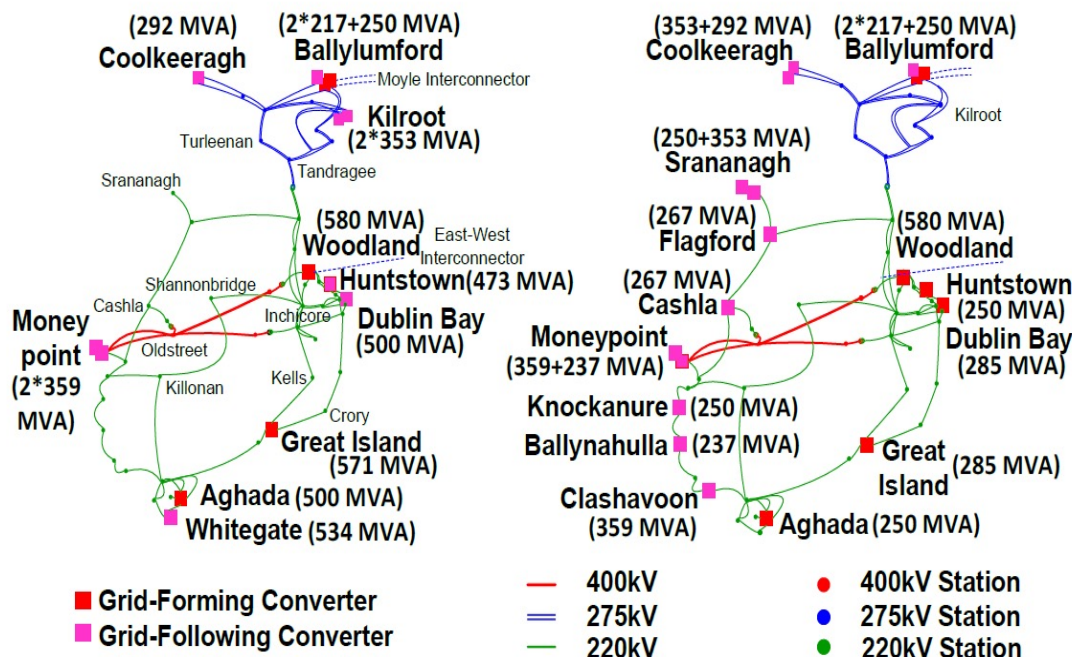 (292 MVA)
Coolkeeragh
(2*217+250 MVA)
Ballylumford
Moyle Interconnector
Kilroot
(2*353 MVA)
Turleenan
Tandragee
Srananagh
(580 MVA)
Woodland
East-West
Interconnector
Shannonbridge
Huntstown (473 MVA)
Cashla
Inchicore
Dublin Bay
(500 MVA)
Money
point
(2*359
MVA)
Oldstreet
Killonan
Kells
Crory
Great Island
(571 MVA)
Aghada (500 MVA)
Whitegate (534 MVA)
(353+292 MVA)
Coolkeeragh
(2*217+250 MVA)
Ballylumford
Kilroot
(250+353 MVA)
Srananagh
(267 MVA)
Flagford
(580 MVA)
Woodland
(267 MVA)
Cashla
Huntstown
(250 MVA)
Dublin Bay
(285 MVA)
Moneypoint
(359+237 MVA)
Knockanure (250 MVA)
Ballynahulla (237 MVA)
Great
Island
(285 MVA)
Clashavoon
(359 MVA)
Aghada (250 MVA)
Grid-Forming Converter
Grid-Following Converter
400kV
275kV
220kV
400kV Station
275kV Station
220kV Station